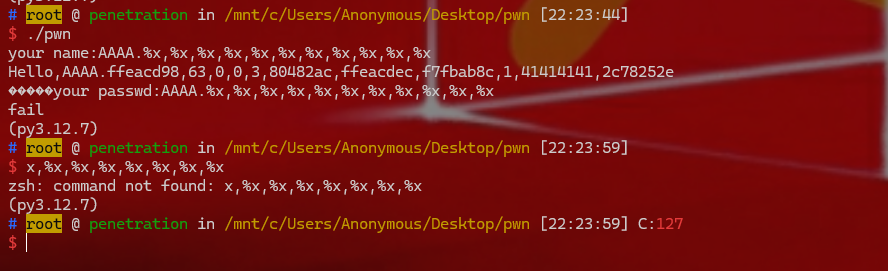 (py3.12.7)
# root @ penetration in /mnt/c/Users/Anonymous/Desktop/pwn [22:23:44]
$ ./pwn
your name:AAAA.%x,%x,%x,%x,%x,%x,%x,%x,%x,%x,%x
Hello,AAAA.ffeacd98,63,0,0,3,80482ac,ffeacdec,f7fbab8c,1,41414141,2c78252e
�����your passwd:AAAA.%x,%x,%x,%x,%x,%x,%x,%x,%x,%x,%x
fail
(py3.12.7)
# root @ penetration in /mnt/c/Users/Anonymous/Desktop/pwn [22:23:59]
$ x,%x,%x,%x,%x,%x,%x,%x
zsh: command not found: x,%x,%x,%x,%x,%x,%x,%x
(py3.12.7)
# root @ penetration in /mnt/c/Users/Anonymous/Desktop/pwn [22:23:59] C:127
$